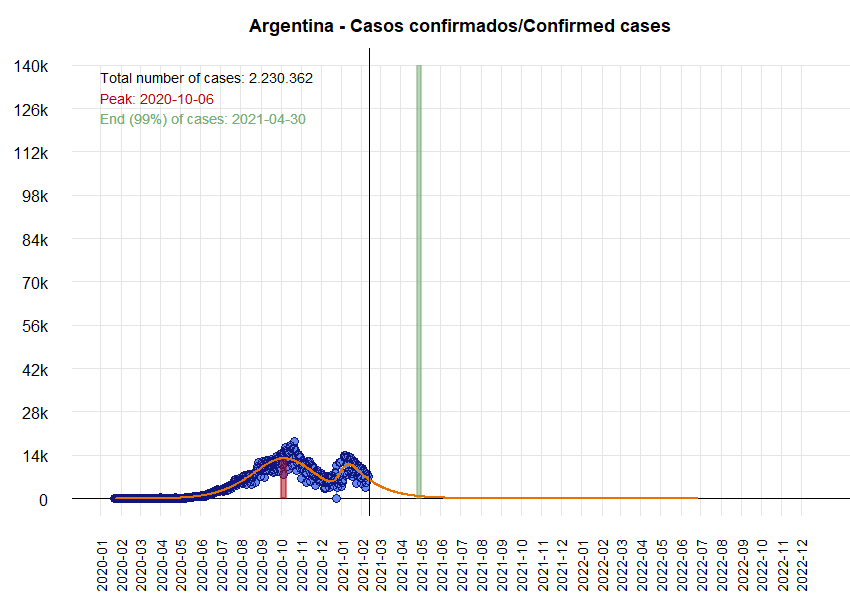 Argentina - Casos confirmados/Confirmed cases
140k
126k
112k
98k
84k
70k
56k
42k
28k
14k
0
Total number of cases: 2.230.362
Peak: 2020-10-06
End (99%) of cases: 2021-04-30
2020-01
2020-02
2020-03
2020-04
2020-05
2020-06
2020-07
2020-08
2020-09
2020-10
2020-11
2020-12
2021-01
2021-02
2021-03
2021-04
2021-05
2021-06
2021-07
2021-08
2021-09
2021-10
2021-11
2021-12
2022-01
2022-02
2022-03
2022-04
2022-05
2022-06
2022-07
2022-08
2022-09
2022-10
2022-11
2022-12